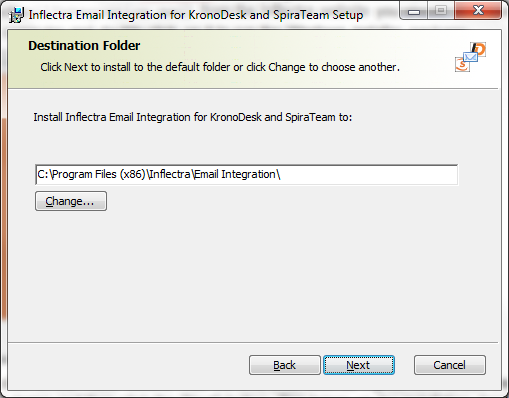 Inflectra Email Integration for KronoDesk and SpiraTeam Setup
Destination Folder
Click Next to install to the default folder or click Change to choose another.
Install Inflectra Email Integration for KronoDesk and SpiraTeam to:
C:\Program Files (x86)\Inflectra\Email Integration\
Change...
Back
Next
Cancel